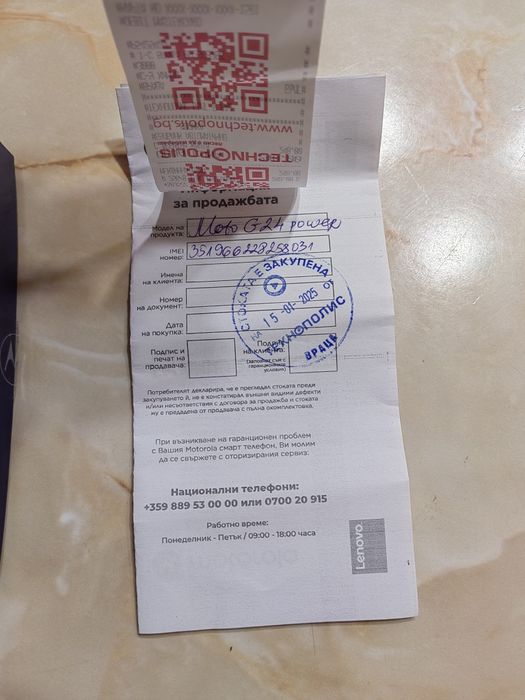 www.technopolis.bg
TECHNOPOLIS
за продажбата
Модел на
продукта:
Moto G24 power
IMEI
номер:
351966228258031
Имена
на клиента:
Номер
на документ:
Дата
на покупка:
Подпис и
печат на
продавача:
на клиента:
СТОКАТА Е ЗАКУПЕНА
НА 15-01-2025 ОТ
ТЕХНОПОЛИС
ВРАЦА
Потребителят декларира, че е прегледал стоката преди
закупуването ѝ, не е констатирал външни видими дефекти
и/или несъответствия с договора за продажба и стоката
му е предадена от продавача с пълна окомплектовка.
При възникване на гаранционен проблем
с Вашия Motorola смарт телефон, Ви молим
да се свържете с оторизирания сервиз:
Национални телефони:
+359 889 53 00 00 или 0700 20 915
Работно време:
Понеделник - Петък / 09:00 - 18:00 часа
Lenovo